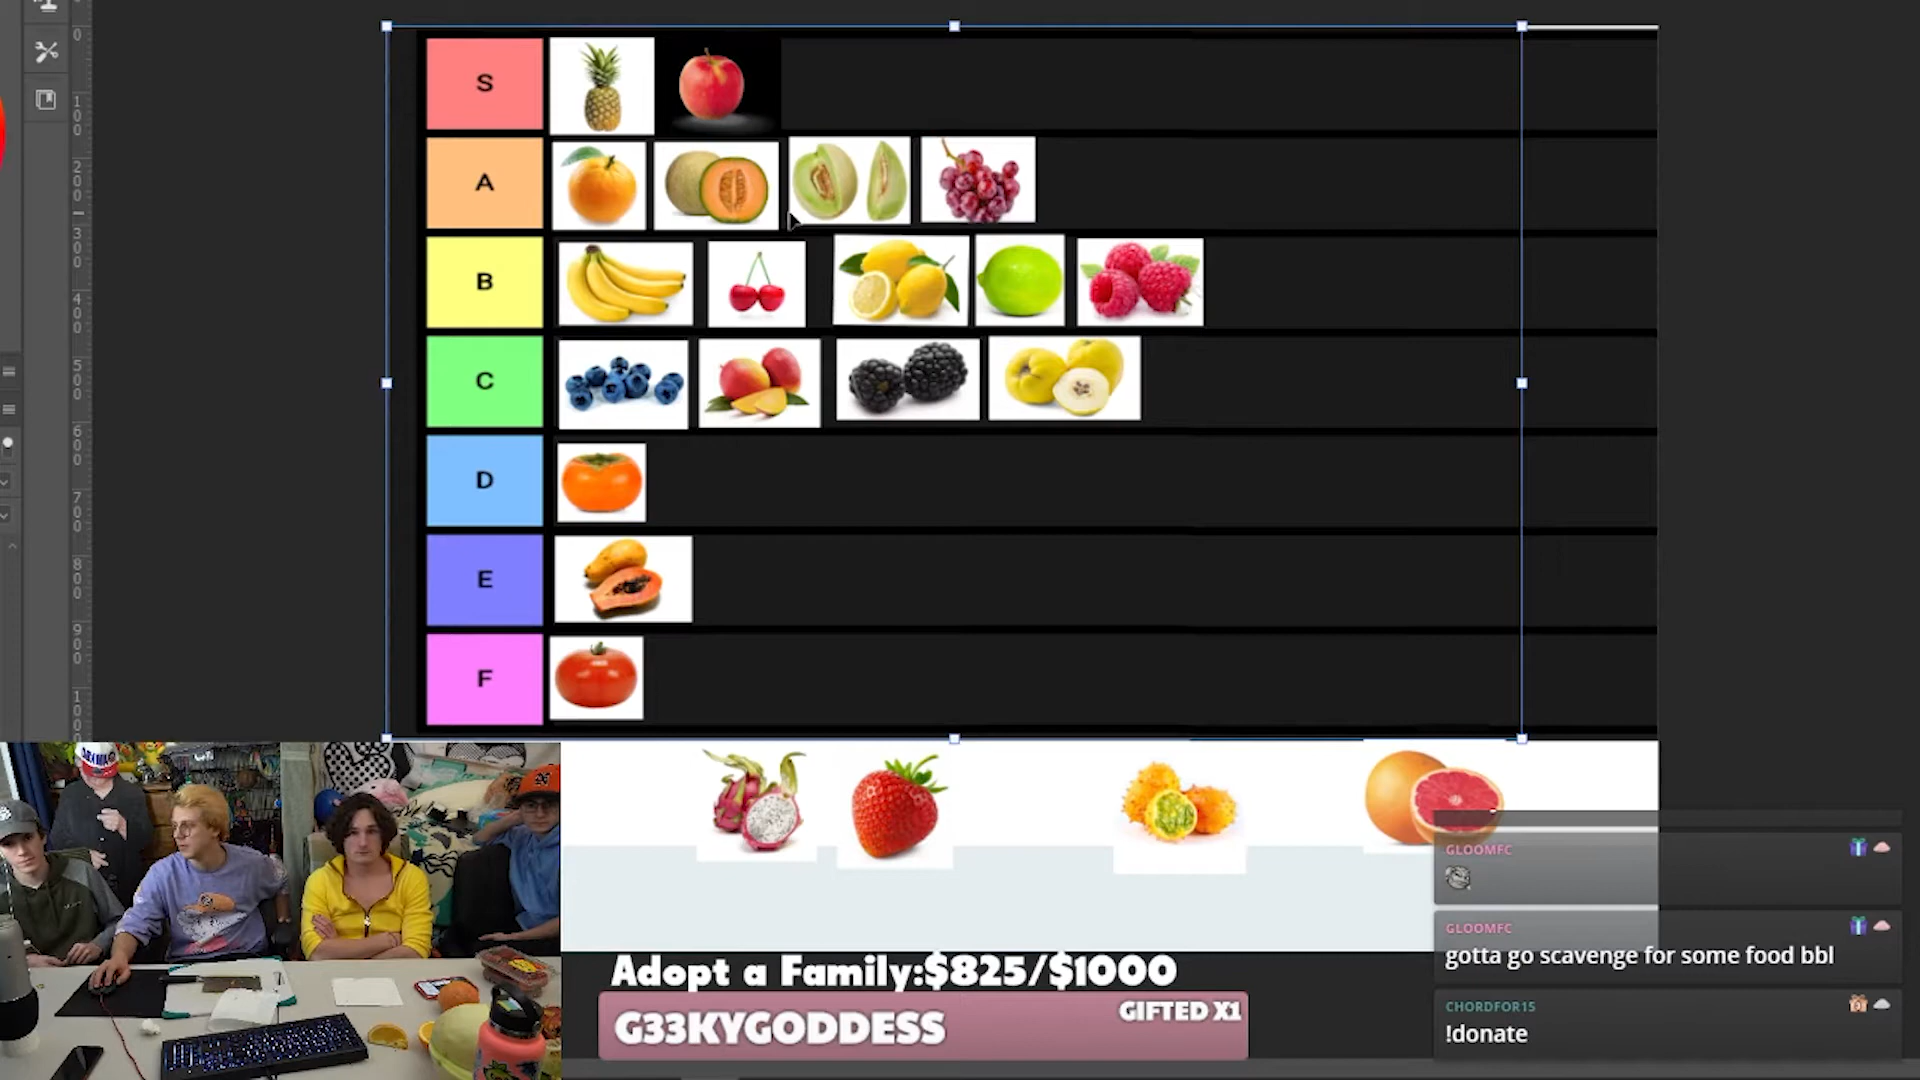 S
A
B
C
D
E
F
Adopt a Family:$825/$1000
GIFTED X1
G33KYGODDESS
GLOOMFC
GLOOMFC
gotta go scavenge for some food bbl
CHORDFOR15
!donate